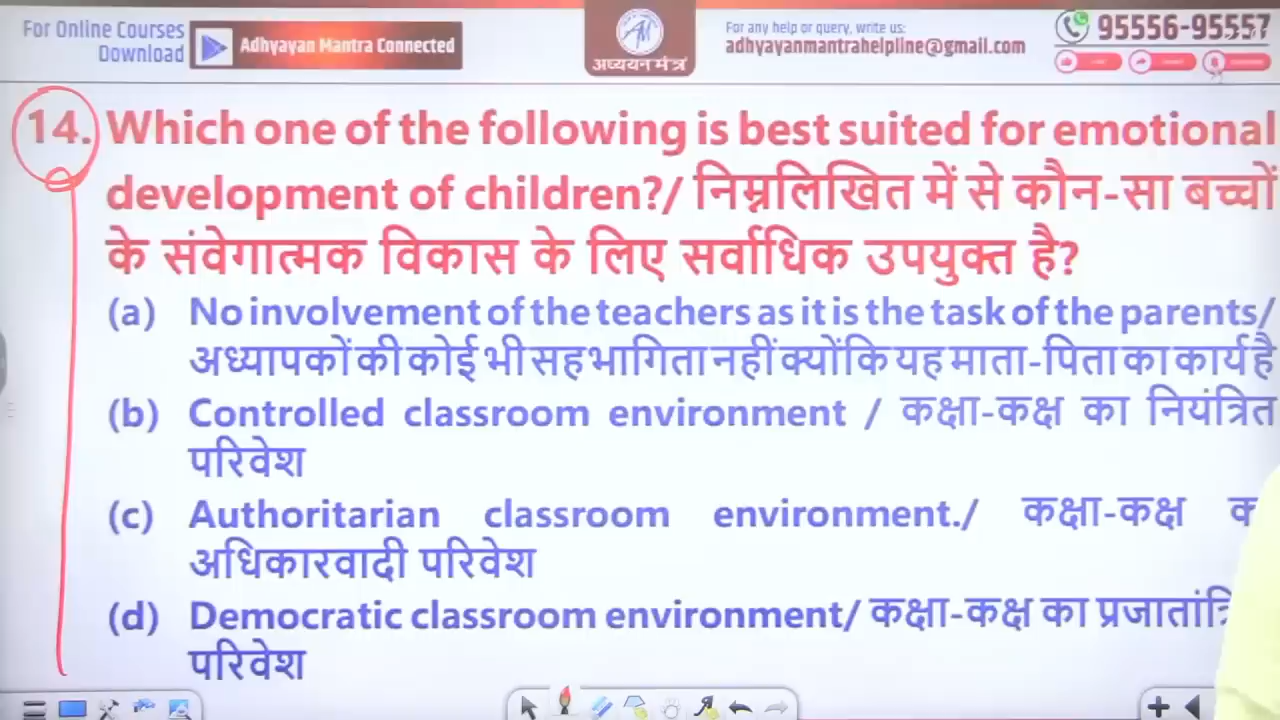 For Online Courses
Download
Adhyayan Mantra Connected
अध्ययन मंत्र
For any help or query, write us:
adhyayanmantrahelpline@gmail.com
95556-95557
14. Which one of the following is best suited for emotional
development of children?/ निम्नलिखित में से कौन-सा बच्चों
के संवेगात्मक विकास के लिए सर्वाधिक उपयुक्त है?
(a) No involvement of the teachers as it is the task of the parents/
अध्यापकों की कोई भी सहभागिता नहीं क्योंकि यह माता-पिता का कार्य है
(b) Controlled classroom environment / कक्षा-कक्ष का नियंत्रित
परिवेश
(c) Authoritarian classroom environment./ कक्षा-कक्ष
अधिकारवादी परिवेश
(d) Democratic classroom environment/ कक्षा-कक्ष का
परिवेश